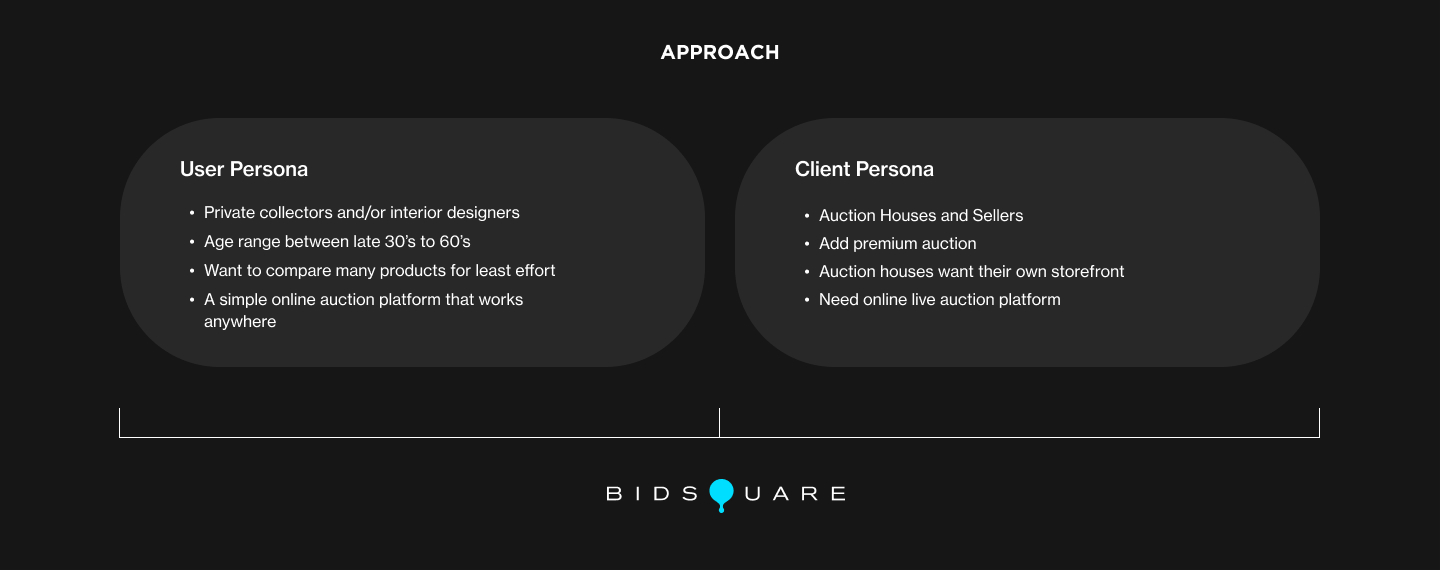 APPROACH
User Persona
• Private collectors and/or interior designers
• Age range between late 30’s to 60’s
• Want to compare many products for least effort
• A simple online auction platform that works
anywhere
Client Persona
• Auction Houses and Sellers
• Add premium auction
• Auction houses want their own storefront
• Need online live auction platform
BIDSQUARE